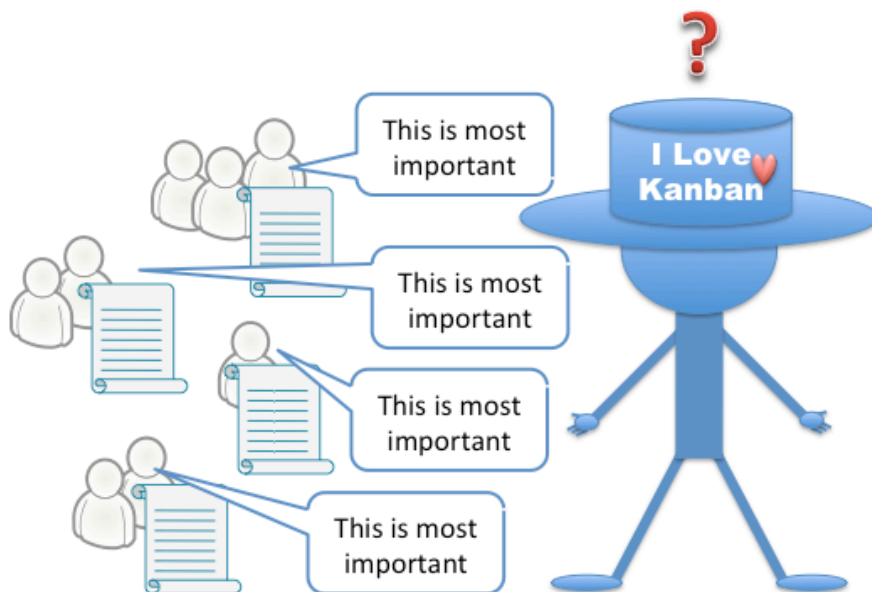 ?
This is most
important
I Love
Kanban
This is most
important
This is most
important
This is most
important